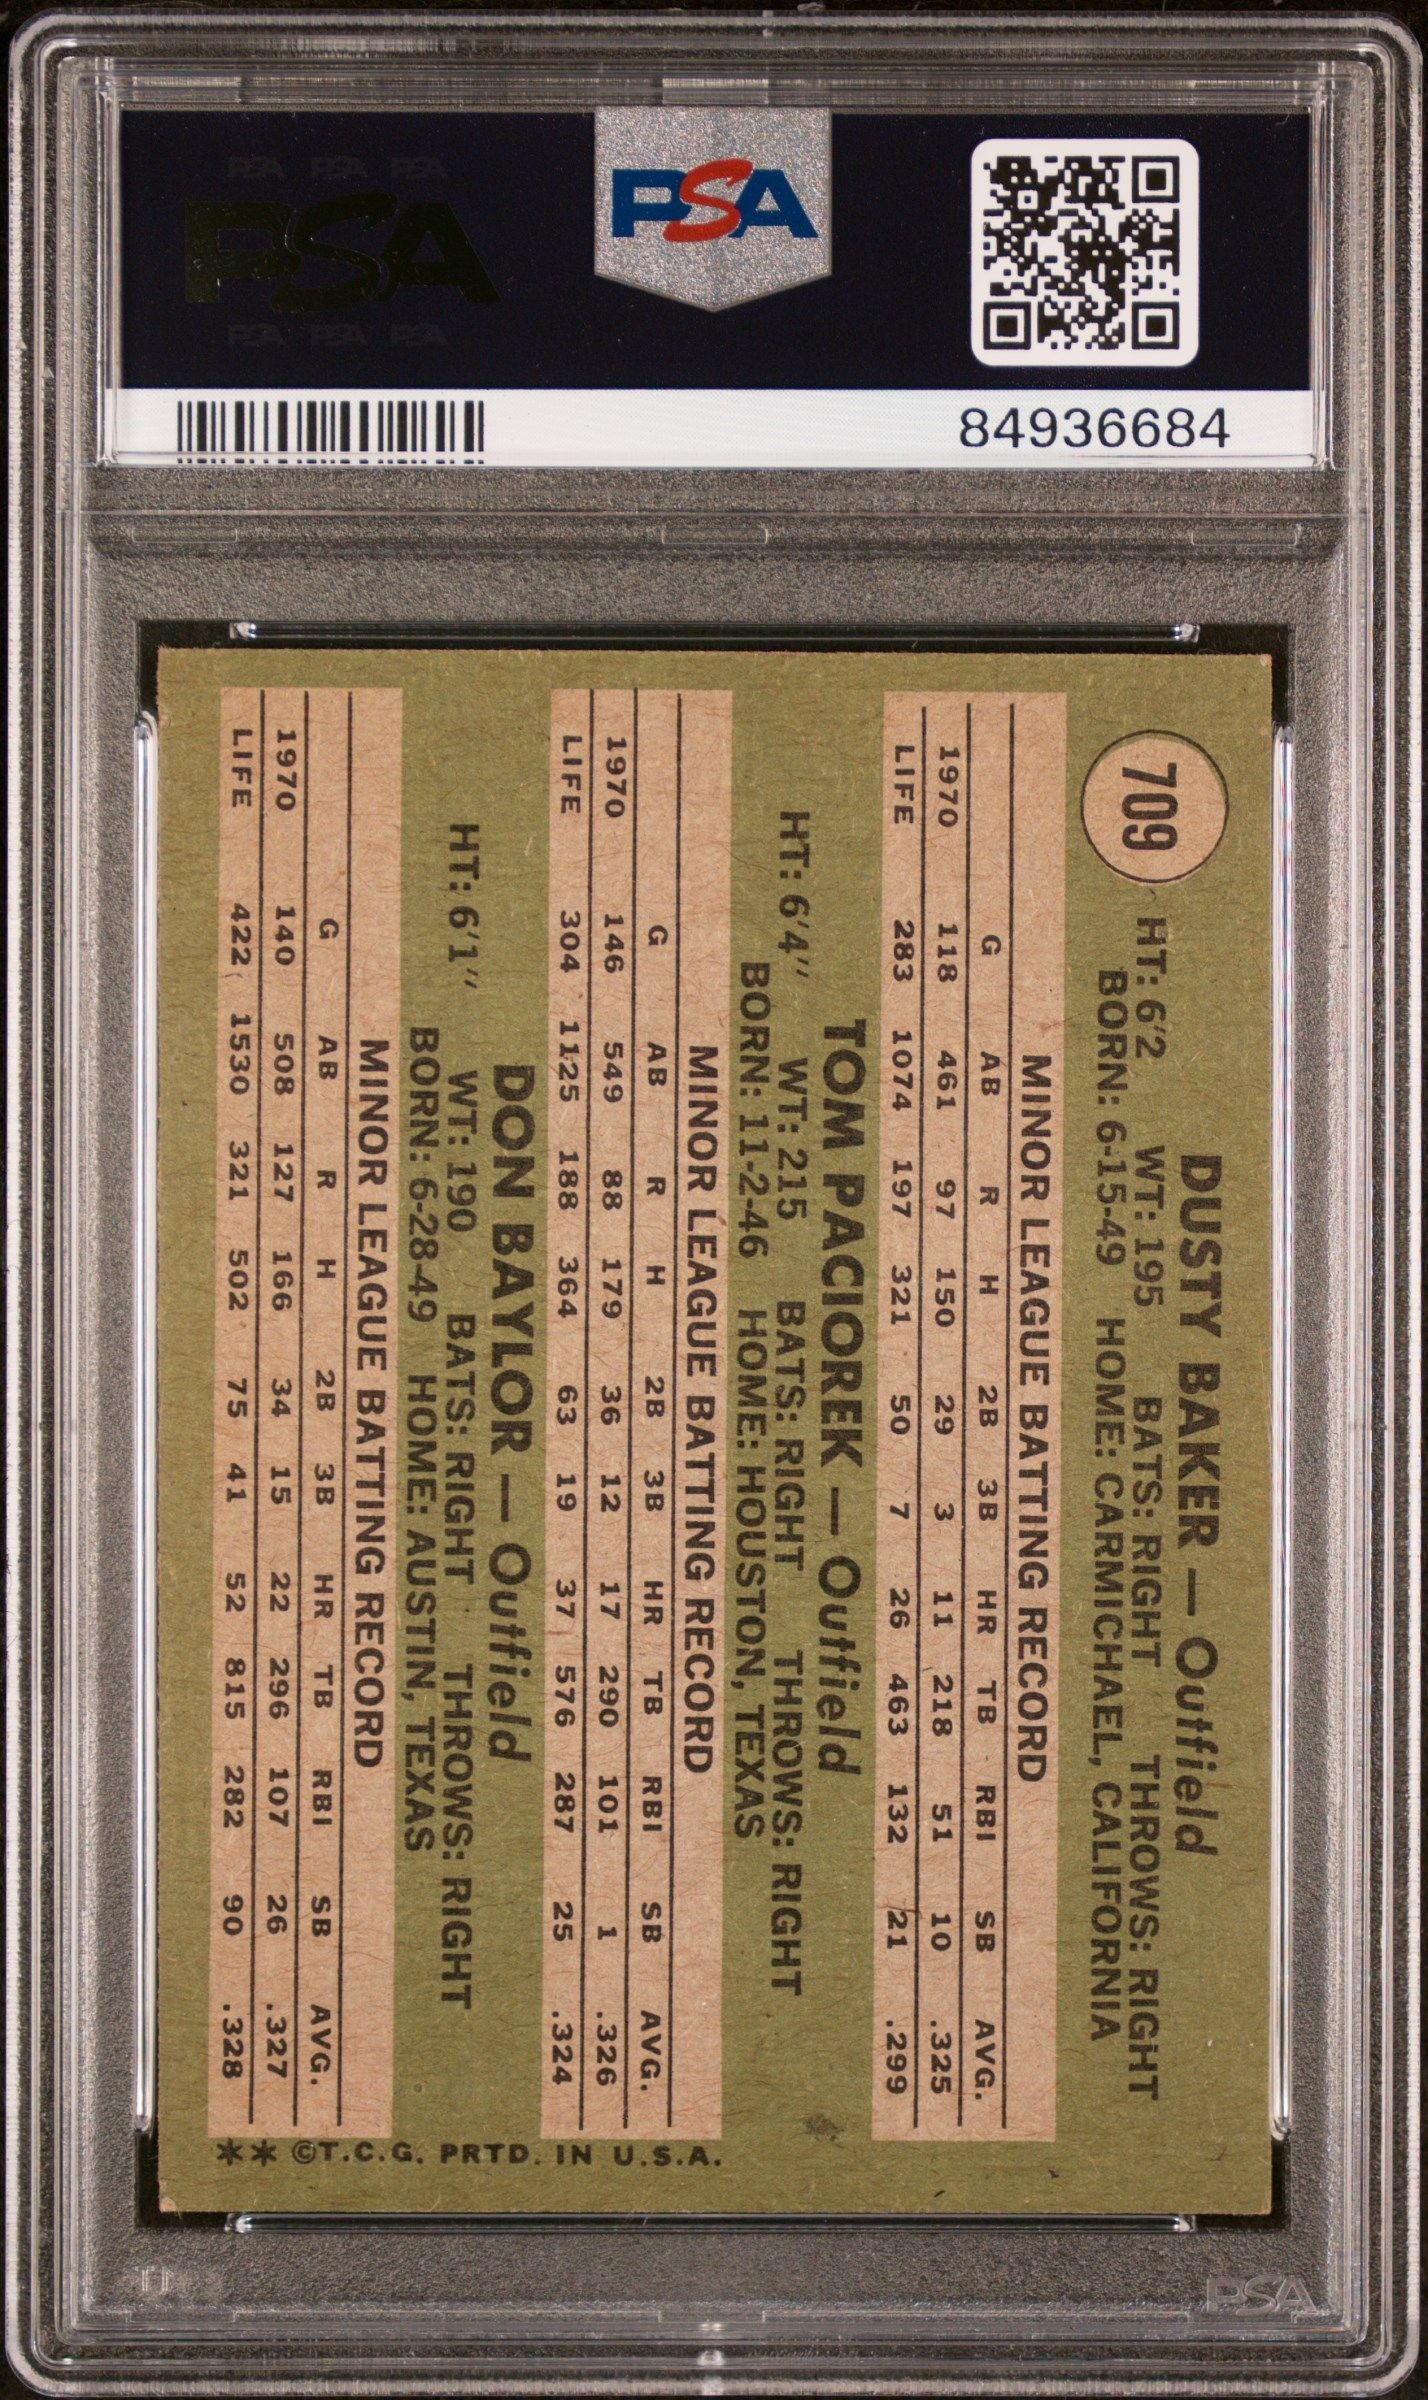 PSA PSA PSA
PSA
PSA PSA PSA
PSA
84936684
709
DUSTY BAKER — Outfield
HT: 6'2 WT: 195 BATS: RIGHT THROWS: RIGHT
BORN: 6-15-49 HOME: CARMICHAEL, CALIFORNIA
MINOR LEAGUE BATTING RECORD
G AB R H 2B 3B HR TB RBI SB AVG.
1970 118 461 97 150 29 3 11 218 51 10 .325
LIFE 283 1074 197 321 50 7 26 463 132 21 .299
TOM PACIOREK — Outfield
HT: 6'4" WT: 215 BATS: RIGHT THROWS: RIGHT
BORN: 11-2-46 HOME: HOUSTON, TEXAS
MINOR LEAGUE BATTING RECORD
G AB R H 2B 3B HR TB RBI SB AVG.
1970 146 549 88 179 36 12 17 290 101 1 .326
LIFE 304 1125 188 364 63 19 37 576 287 25 .324
DON BAYLOR — Outfield
HT: 6'1" WT: 190 BATS: RIGHT THROWS: RIGHT
BORN: 6-28-49 HOME: AUSTIN, TEXAS
MINOR LEAGUE BATTING RECORD
G AB R H 2B 3B HR TB RBI SB AVG.
1970 140 508 127 166 34 15 22 296 107 26 .327
LIFE 422 1530 321 502 75 41 52 815 282 90 .328
** ©T.C.G. PRTD. IN U.S.A.
PSA